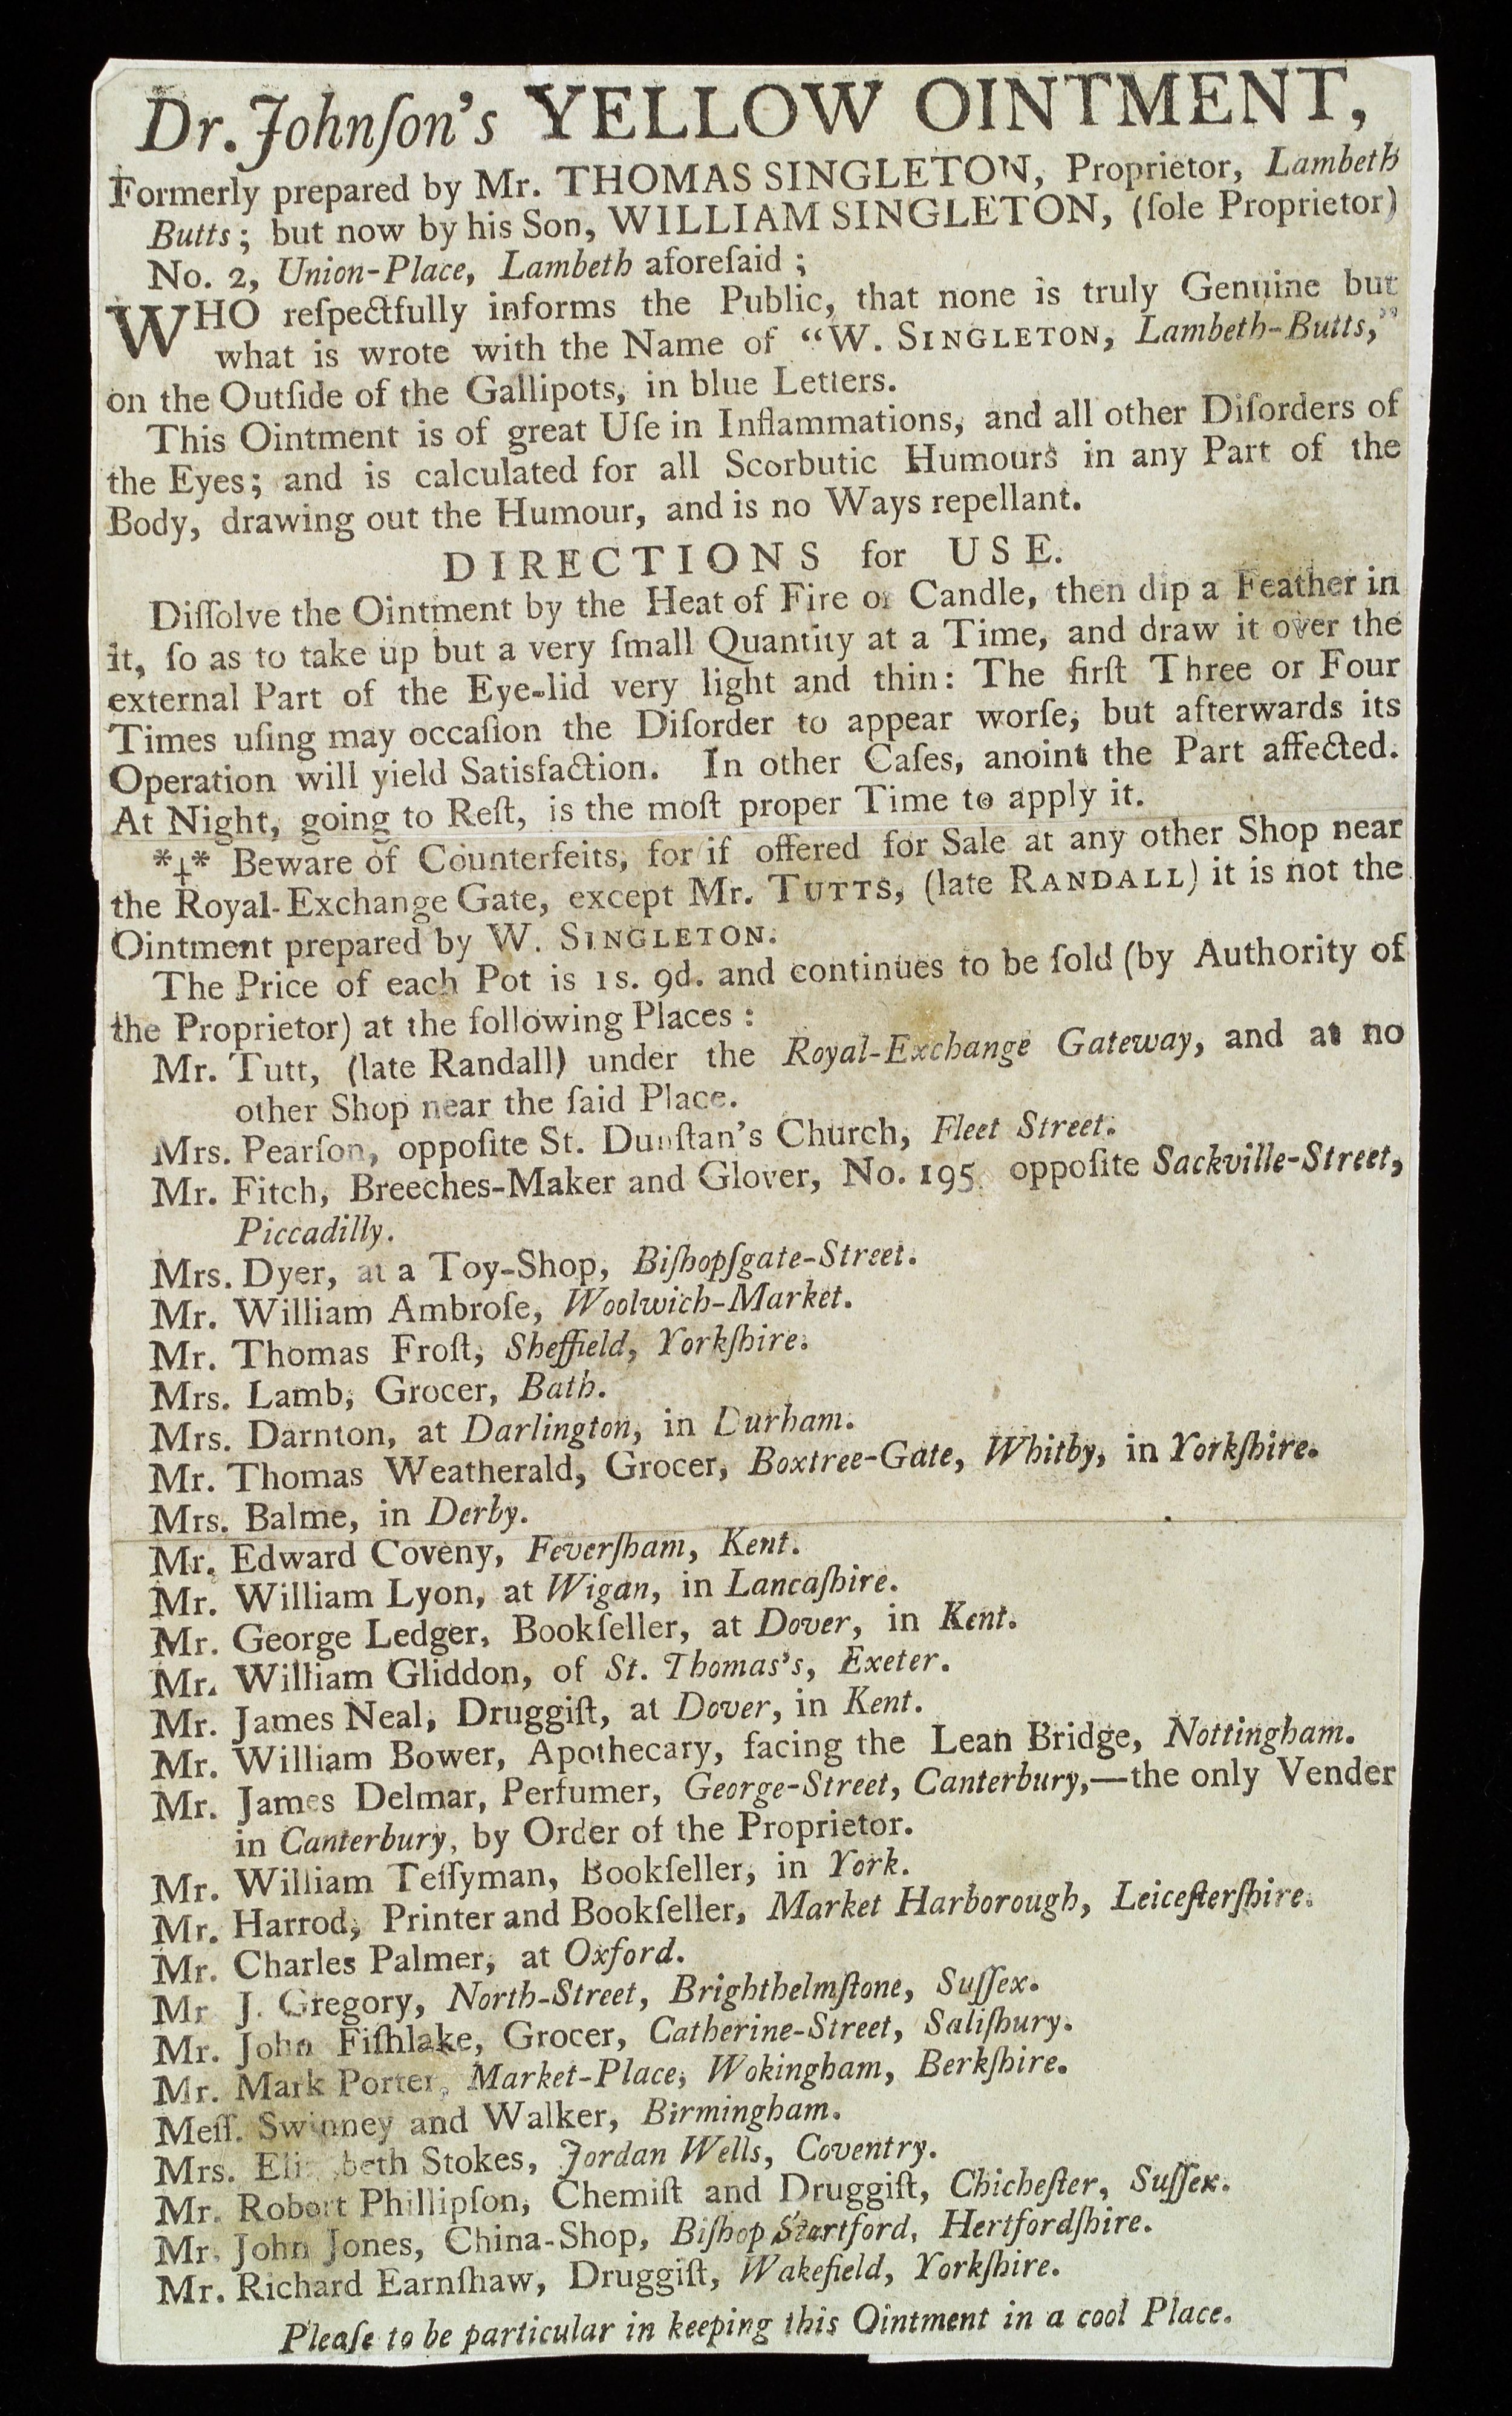 Dr. Johnſon's YELLOW OINTMENT,
Formerly prepared by Mr. THOMAS SINGLETON, Proprietor, Lambeth
Butts; but now by his Son, WILLIAM SINGLETON, (ſole Proprietor)
No. 2, Union-Place, Lambeth aforeſaid;
WHO reſpectfully informs the Public, that none is truly Genuine but
what is wrote with the Name of "W. SINGLETON, Lambeth-Butts,"
on the Outſide of the Gallipots, in blue Letters.
This Ointment is of great Uſe in Inflammations, and all other Diſorders of
the Eyes; and is calculated for all Scorbutic Humours in any Part of the
Body, drawing out the Humour, and is no Ways repellant.
DIRECTIONS for USE.
Diſſolve the Ointment by the Heat of Fire or Candle, then dip a Feather in
it, ſo as to take up but a very ſmall Quantity at a Time, and draw it over the
external Part of the Eye-lid very light and thin: The firſt Three or Four
Times uſing may occaſion the Diſorder to appear worſe, but afterwards its
Operation will yield Satisfaction. In other Caſes, anoint the Part affected.
At Night, going to Reſt, is the moſt proper Time to apply it.
*‡* Beware of Counterfeits, for if offered for Sale at any other Shop near
the Royal-Exchange Gate, except Mr. TUTTS, (late RANDALL) it is not the
Ointment prepared by W. SINGLETON.
The Price of each Pot is 1s. 9d. and continues to be ſold (by Authority of
the Proprietor) at the following Places:
Mr. Tutt, (late Randall) under the Royal-Exchange Gateway, and at no
other Shop near the ſaid Place.
Mrs. Pearſon, oppoſite St. Dunſtan's Church, Fleet Street.
Mr. Fitch, Breeches-Maker and Glover, No. 195, oppoſite Sackville-Street,
Piccadilly.
Mrs. Dyer, at a Toy-Shop, Biſhopſgate-Street.
Mr. William Ambroſe, Woolwich-Market.
Mr. Thomas Froſt, Sheffield, Yorkſhire.
Mrs. Lamb, Grocer, Bath.
Mrs. Darnton, at Darlington, in Durham.
Mr. Thomas Weatherald, Grocer, Boxtree-Gate, Whitby, in Yorkſhire.
Mrs. Balme, in Derby.
Mr. Edward Coveny, Feverſham, Kent.
Mr. William Lyon, at Wigan, in Lancaſhire.
Mr. George Ledger, Bookſeller, at Dover, in Kent.
Mr. William Gliddon, of St. Thomas's, Exeter.
Mr. James Neal, Druggiſt, at Dover, in Kent.
Mr. William Bower, Apothecary, facing the Lean Bridge, Nottingham.
Mr. James Delmar, Perfumer, George-Street, Canterbury,—the only Vender
in Canterbury, by Order of the Proprietor.
Mr. William Teſſyman, Bookſeller, in York.
Mr. Harrod, Printer and Bookſeller, Market Harborough, Leiceſterſhire.
Mr. Charles Palmer, at Oxford.
Mr J. Gregory, North-Street, Brighthelmſtone, Suſſex.
Mr. John Fiſhlake, Grocer, Catherine-Street, Saliſbury.
Mr. Mark Porter, Market-Place, Wokingham, Berkſhire.
Meſſ. Swinney and Walker, Birmingham.
Mrs. Elizabeth Stokes, Jordan Wells, Coventry.
Mr. Robert Phillipſon, Chemiſt and Druggiſt, Chicheſter, Suſſex.
Mr. John Jones, China-Shop, Biſhop Startford, Hertfordſhire.
Mr. Richard Earnſhaw, Druggiſt, Wakefield, Yorkſhire.
Pleaſe to be particular in keeping this Ointment in a cool Place.